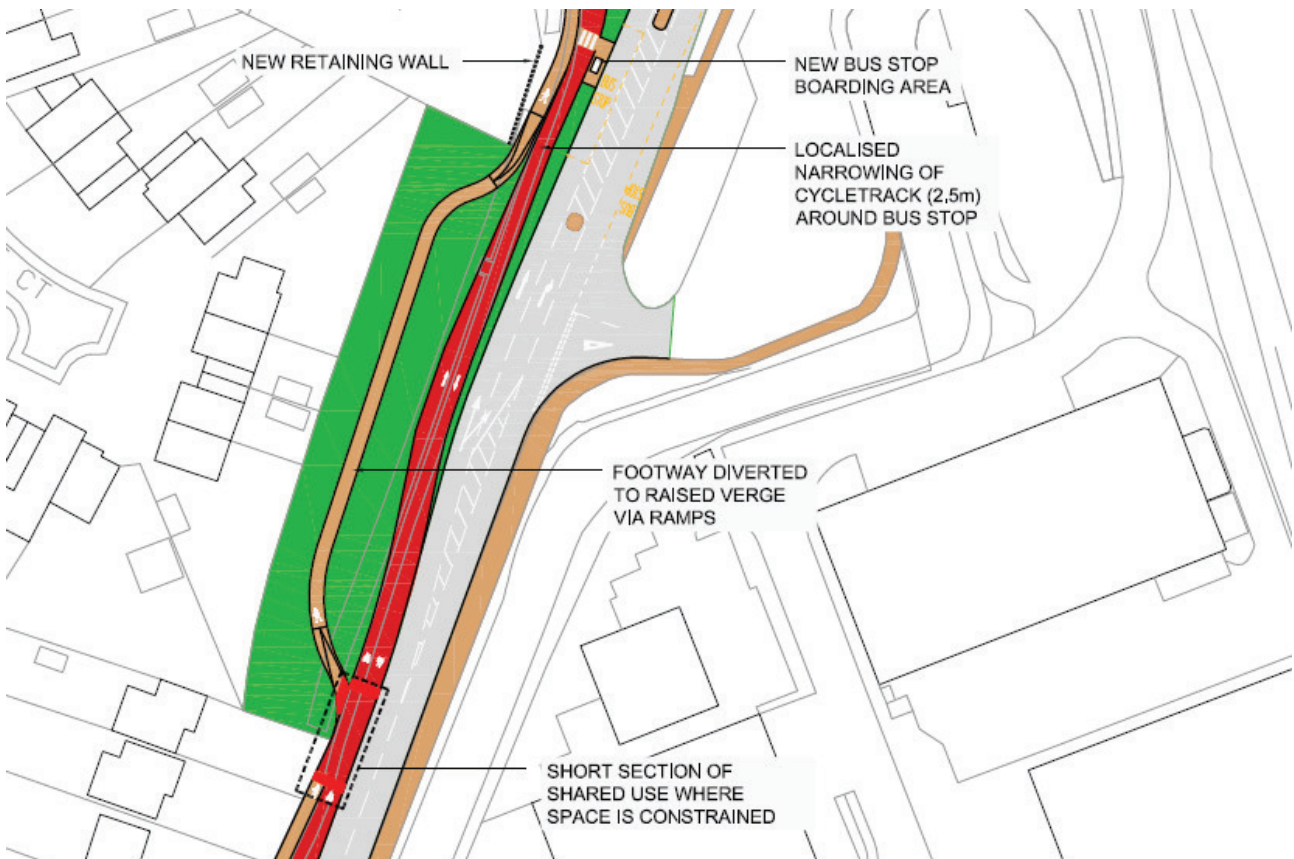 NEW RETAINING WALL
NEW BUS STOP
BOARDING AREA
LOCALISED
NARROWING OF
CYCLETRACK (2,5m)
AROUND BUS STOP
CT
FOOTWAY DIVERTED
TO RAISED VERGE
VIA RAMPS
SHORT SECTION OF
SHARED USE WHERE
SPACE IS CONSTRAINED